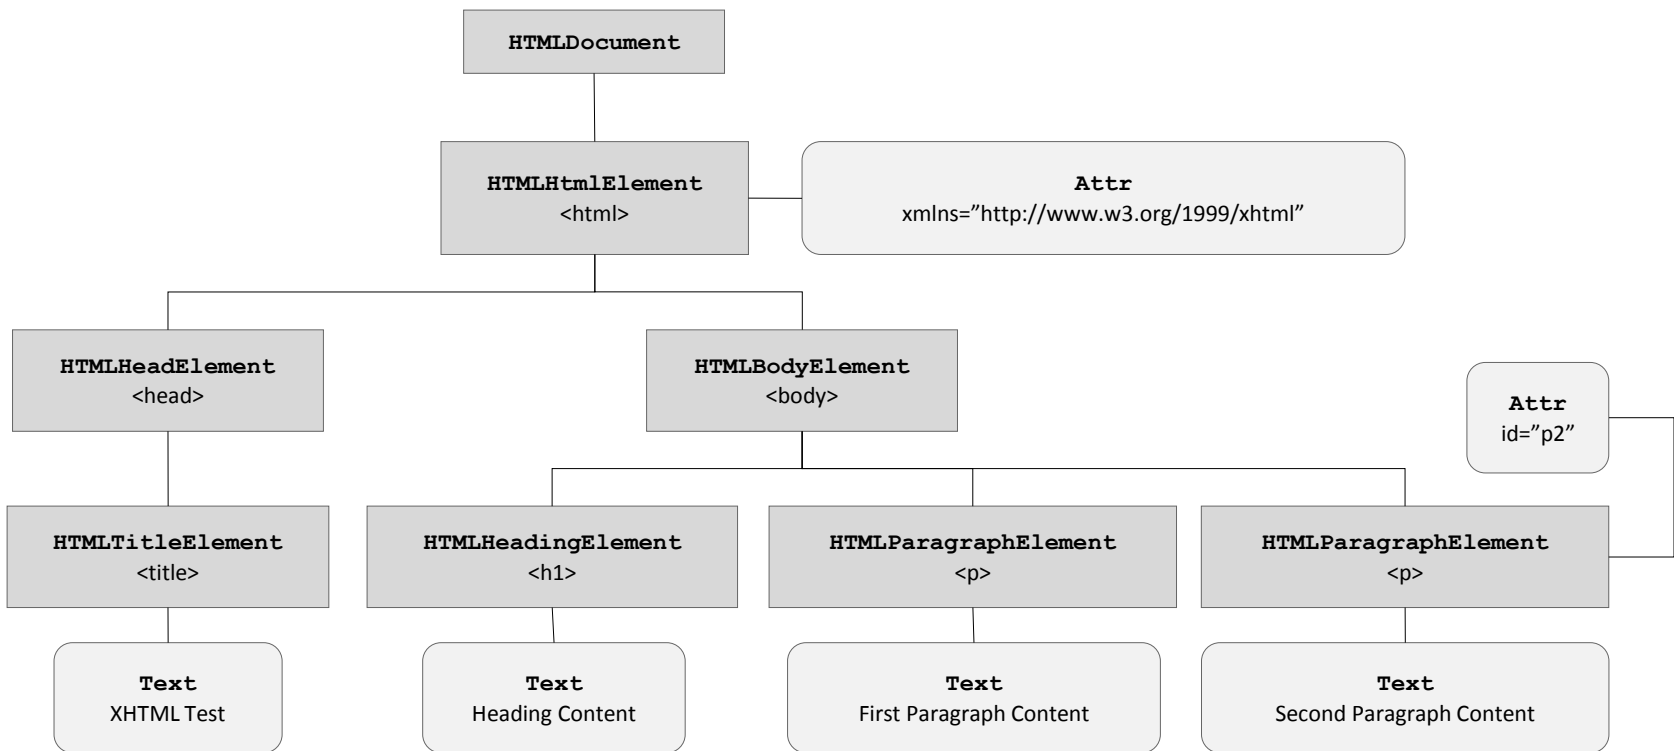 HTMLDocument
HTMLHtmlElement
<html>
Attr
xmlns=”http://www.w3.org/1999/xhtml”
HTMLHeadElement
<head>
HTMLBodyElement
<body>
Attr
id=”p2”
HTMLTitleElement
<title>
HTMLHeadingElement
<h1>
HTMLParagraphElement
<p>
HTMLParagraphElement
<p>
Text
XHTML Test
Text
Heading Content
Text
First Paragraph Content
Text
Second Paragraph Content